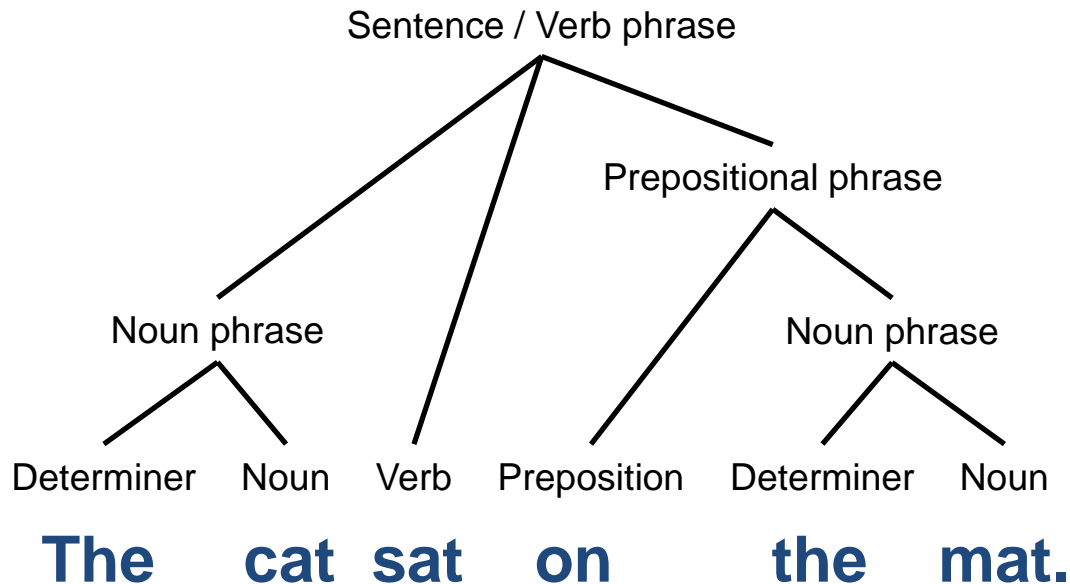 Sentence / Verb phrase
Prepositional phrase
Noun phrase Noun phrase
Determiner Noun Verb Preposition Determiner Noun
The cat sat on the mat.